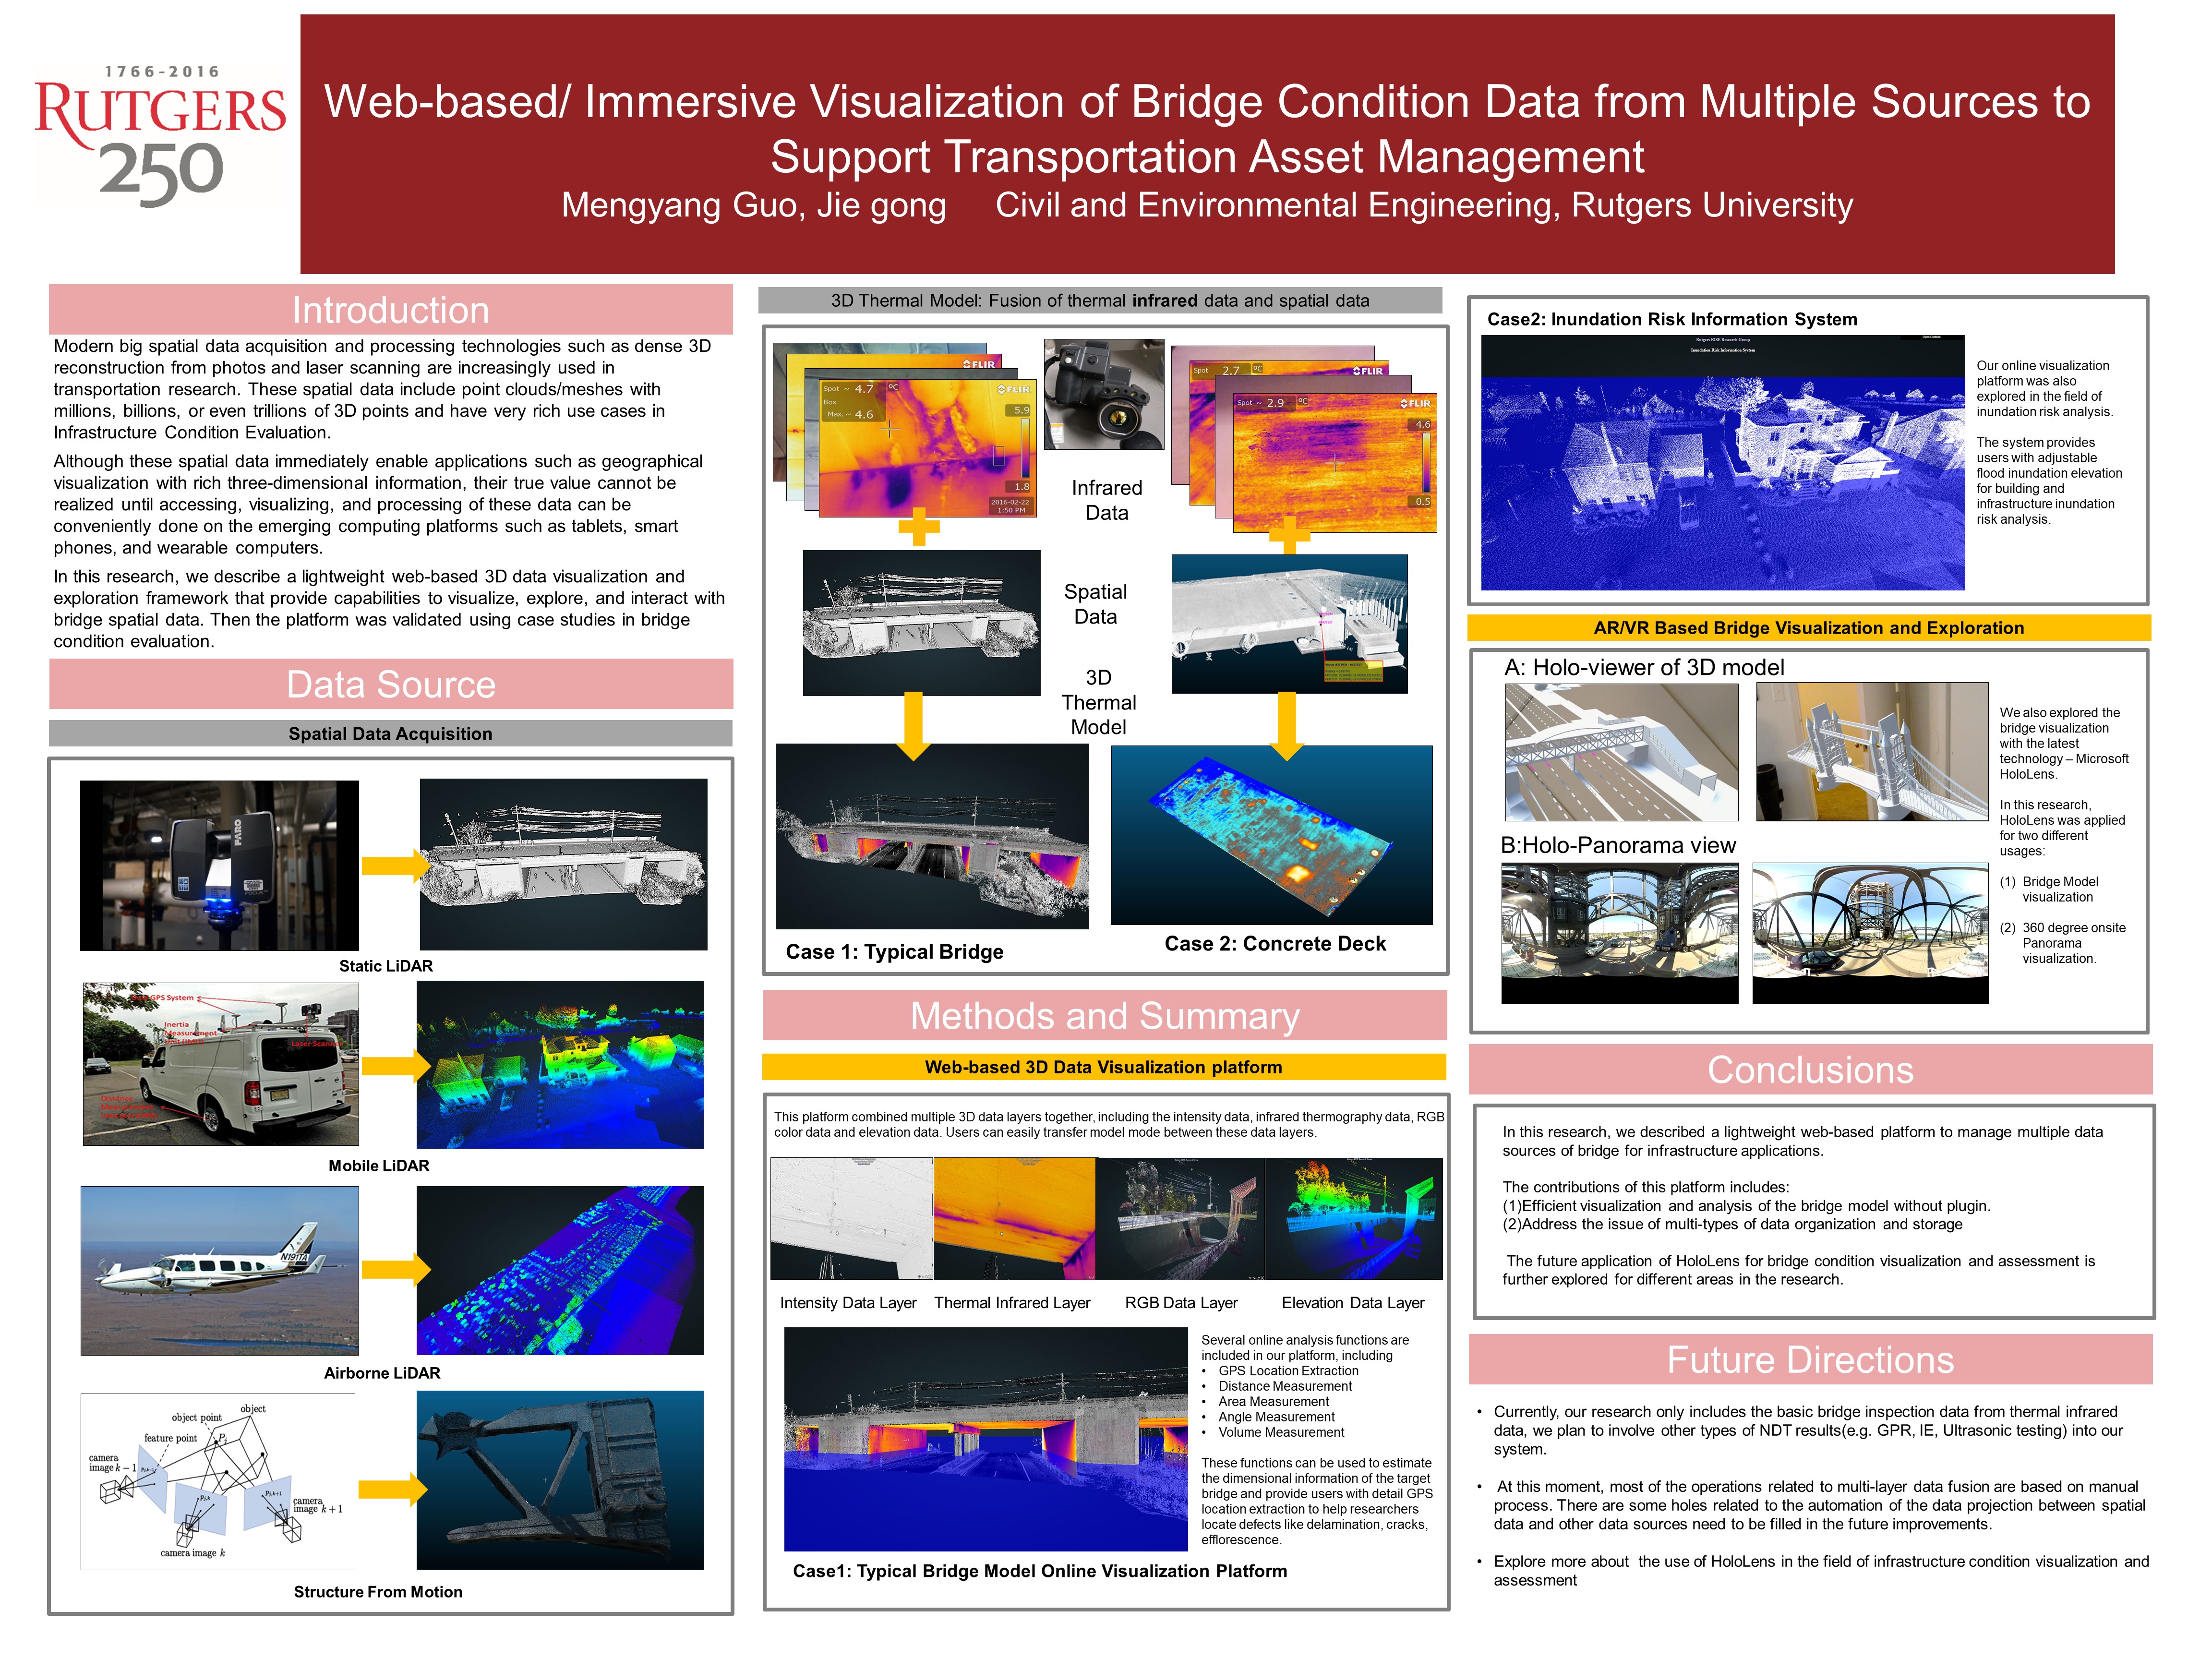 1766-2016
RUTGERS
250
Web-based/ Immersive Visualization of Bridge Condition Data from Multiple Sources to
Support Transportation Asset Management
Mengyang Guo, Jie gong Civil and Environmental Engineering, Rutgers University
Introduction
Modern big spatial data acquisition and processing technologies such as dense 3D
reconstruction from photos and laser scanning are increasingly used in
transportation research. These spatial data include point clouds/meshes with
millions, billions, or even trillions of 3D points and have very rich use cases in
Infrastructure Condition Evaluation.
Although these spatial data immediately enable applications such as geographical
visualization with rich three-dimensional information, their true value cannot be
realized until accessing, visualizing, and processing of these data can be
conveniently done on the emerging computing platforms such as tablets, smart
phones, and wearable computers.
In this research, we describe a lightweight web-based 3D data visualization and
exploration framework that provide capabilities to visualize, explore, and interact with
bridge spatial data. Then the platform was validated using case studies in bridge
condition evaluation.
Data Source
Spatial Data Acquisition
FARO
Static LiDAR
GPS System
Inertia
Measurement
Laser Scanner
Mobile LiDAR
N191TA
Airborne LiDAR
object
object point
feature point
camera
image k − 1
camera
image k + 1
camera image k
Structure From Motion
3D Thermal Model: Fusion of thermal infrared data and spatial data
FLIR
Spot ~ 4.7 °C
Box
Max. ~ 4.6
FLIR
5.9
1.8
2016-02-22
1:50 PM
Spot 2.7 °C
FLIR
Spot ~ 2.9 °C
FLIR
4.6
0.5
Infrared
Data
Spatial
Data
3D
Thermal
Model
Case 1: Typical Bridge
Case 2: Concrete Deck
Methods and Summary
Web-based 3D Data Visualization platform
This platform combined multiple 3D data layers together, including the intensity data, infrared thermography data, RGB
color data and elevation data. Users can easily transfer model mode between these data layers.
Intensity Data Layer
Thermal Infrared Layer
RGB Data Layer
Elevation Data Layer
Several online analysis functions are
included in our platform, including
• GPS Location Extraction
• Distance Measurement
• Area Measurement
• Angle Measurement
• Volume Measurement
These functions can be used to estimate
the dimensional information of the target
bridge and provide users with detail GPS
location extraction to help researchers
locate defects like delamination, cracks,
efflorescence.
Case1: Typical Bridge Model Online Visualization Platform
Case2: Inundation Risk Information System
Rutgers RISE Research Group
Inundation Risk Information System
Our online visualization
platform was also
explored in the field of
inundation risk analysis.
The system provides
users with adjustable
flood inundation elevation
for building and
infrastructure inundation
risk analysis.
AR/VR Based Bridge Visualization and Exploration
A: Holo-viewer of 3D model
B:Holo-Panorama view
We also explored the
bridge visualization
with the latest
technology – Microsoft
HoloLens.
In this research,
HoloLens was applied
for two different
usages:
(1) Bridge Model
visualization
(2) 360 degree onsite
Panorama
visualization.
Conclusions
In this research, we described a lightweight web-based platform to manage multiple data
sources of bridge for infrastructure applications.
The contributions of this platform includes:
(1)Efficient visualization and analysis of the bridge model without plugin.
(2)Address the issue of multi-types of data organization and storage
The future application of HoloLens for bridge condition visualization and assessment is
further explored for different areas in the research.
Future Directions
• Currently, our research only includes the basic bridge inspection data from thermal infrared
data, we plan to involve other types of NDT results(e.g. GPR, IE, Ultrasonic testing) into our
system.
• At this moment, most of the operations related to multi-layer data fusion are based on manual
process. There are some holes related to the automation of the data projection between spatial
data and other data sources need to be filled in the future improvements.
• Explore more about the use of HoloLens in the field of infrastructure condition visualization and
assessment